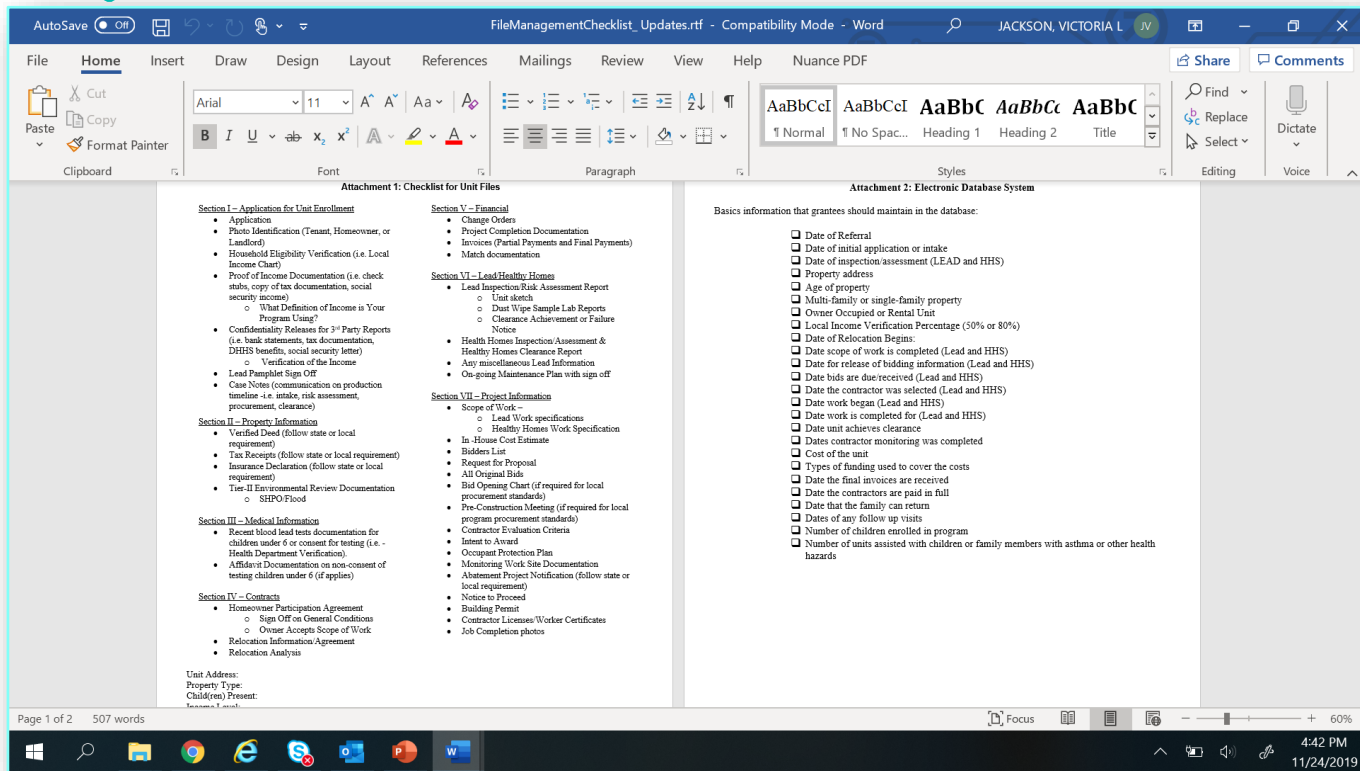 AutoSave Off
FileManagementChecklist_ Updates.rtf - Compatibility Mode - Word
JACKSON, VICTORIA L
JV
File Home Insert Draw Design Layout References Mailings Review View Help Nuance PDF
Share Comments
Paste
Cut
Copy
Format Painter
Clipboard
Arial 11
Font
Paragraph
AaBbCcI AaBbCcI AaBbC AaBbCc AaBbC
¶ Normal ¶ No Spac... Heading 1 Heading 2 Title
Styles
Find
Replace
Select
Editing
Dictate
Voice
Attachment 1: Checklist for Unit Files
Section I – Application for Unit Enrollment
• Application
• Photo Identification (Tenant, Homeowner, or
Landlord)
• Household Eligibility Verification (i.e. Local
Income Chart)
• Proof of Income Documentation (i.e. check
stubs, copy of tax documentation, social
security income)
o What Definition of Income is Your
Program Using?
• Confidentiality Releases for 3rd Party Reports
(i.e. bank statements, tax documentation,
DHHS benefits, social security letter)
o Verification of the Income
• Lead Pamphlet Sign Off
• Case Notes (communication on production
timeline -i.e. intake, risk assessment,
procurement, clearance)
Section II – Property Information
• Verified Deed (follow state or local
requirement)
• Tax Receipts (follow state or local requirement)
• Insurance Declaration (follow state or local
requirement)
• Tier-II Environmental Review Documentation
o SHPO/Flood
Section III – Medical Information
• Recent blood lead tests documentation for
children under 6 or consent for testing (i.e. -
Health Department Verification).
• Affidavit Documentation on non-consent of
testing children under 6 (if applies)
Section IV – Contracts
• Homeowner Participation Agreement
o Sign Off on General Conditions
o Owner Accepts Scope of Work
• Relocation Information/Agreement
• Relocation Analysis
Unit Address:
Property Type:
Child(ren) Present:
Income Level:
Section V – Financial
• Change Orders
• Project Completion Documentation
• Invoices (Partial Payments and Final Payments)
• Match documentation
Section VI – Lead/Healthy Homes
• Lead Inspection/Risk Assessment Report
o Unit sketch
o Dust Wipe Sample Lab Reports
o Clearance Achievement or Failure
Notice
• Health Homes Inspection/Assessment &
Healthy Homes Clearance Report
• Any miscellaneous Lead Information
• On-going Maintenance Plan with sign off
Section VII – Project Information
• Scope of Work –
o Lead Work specifications
o Healthy Homes Work Specification
• In -House Cost Estimate
• Bidders List
• Request for Proposal
• All Original Bids
• Bid Opening Chart (if required for local
procurement standards)
• Pre-Construction Meeting (if required for local
program procurement standards)
• Contractor Evaluation Criteria
• Intent to Award
• Occupant Protection Plan
• Monitoring Work Site Documentation
• Abatement Project Notification (follow state or
local requirement)
• Notice to Proceed
• Building Permit
• Contractor Licenses/Worker Certificates
• Job Completion photos
Attachment 2: Electronic Database System
Basics information that grantees should maintain in the database:
❑ Date of Referral
❑ Date of initial application or intake
❑ Date of inspection/assessment (LEAD and HHS)
❑ Property address
❑ Age of property
❑ Multi-family or single-family property
❑ Owner Occupied or Rental Unit
❑ Local Income Verification Percentage (50% or 80%)
❑ Date of Relocation Begins:
❑ Date scope of work is completed (Lead and HHS)
❑ Date for release of bidding information (Lead and HHS)
❑ Date bids are due/received (Lead and HHS)
❑ Date the contractor was selected (Lead and HHS)
❑ Date work began (Lead and HHS)
❑ Date work is completed for (Lead and HHS)
❑ Date unit achieves clearance
❑ Dates contractor monitoring was completed
❑ Cost of the unit
❑ Types of funding used to cover the costs
❑ Date the final invoices are received
❑ Date the contractors are paid in full
❑ Date that the family can return
❑ Dates of any follow up visits
❑ Number of children enrolled in program
❑ Number of units assisted with children or family members with asthma or other health
hazards
Page 1 of 2 507 words
Focus
60%
4:42 PM
11/24/2019